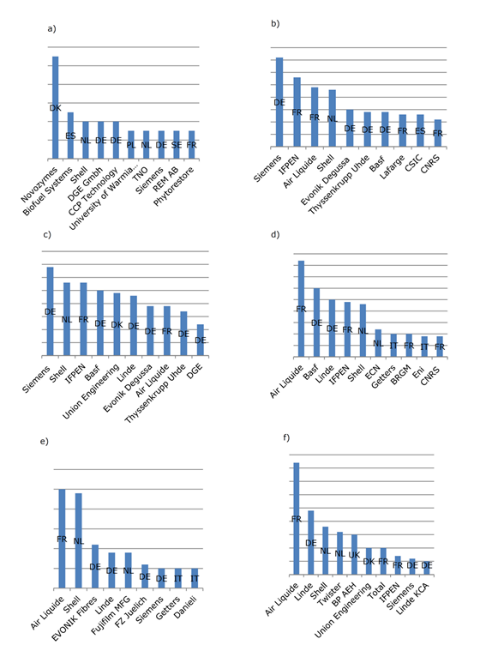 a)
DK
ES
NL
DE
DE
PL
NL
DE
SE
FR
Novozymes
Biofuel Systems
Shell
DGE Gmbh
CCP Technology
University of Warmia...
TNO
Siemens
REM AB
Phytorestore
b)
DE
FR
FR
NL
DE
DE
DE
FR
ES
FR
Siemens
IFPEN
Air Liquide
Shell
Evonik Degussa
Thyssenkrupp Uhde
Basf
Lafarge
CSIC
CNRS
c)
DE
NL
FR
DE
DK
DE
DE
FR
DE
DE
Siemens
Shell
IFPEN
Basf
Union Engineering
Linde
Evonik Degussa
Air Liquide
Thyssenkrupp Uhde
DGE
d)
FR
DE
DE
FR
NL
NL
IT
FR
IT
FR
Air Liquide
Basf
Linde
IFPEN
Shell
ECN
Getters
BRGM
Eni
CNRS
e)
FR
NL
DE
DE
NL
DE
DE
IT
IT
Air Liquide
Shell
EVONIK Fibres
Linde
Fujifilm MFG
FZ Juelich
Siemens
Getters
Danieli
f)
FR
DE
NL
NL
UK
DK
FR
FR
DE
DE
Air Liquide
Linde
Shell
Twister
BP AEH
Union Engineering
Total
IFPEN
Siemens
Linde KCA